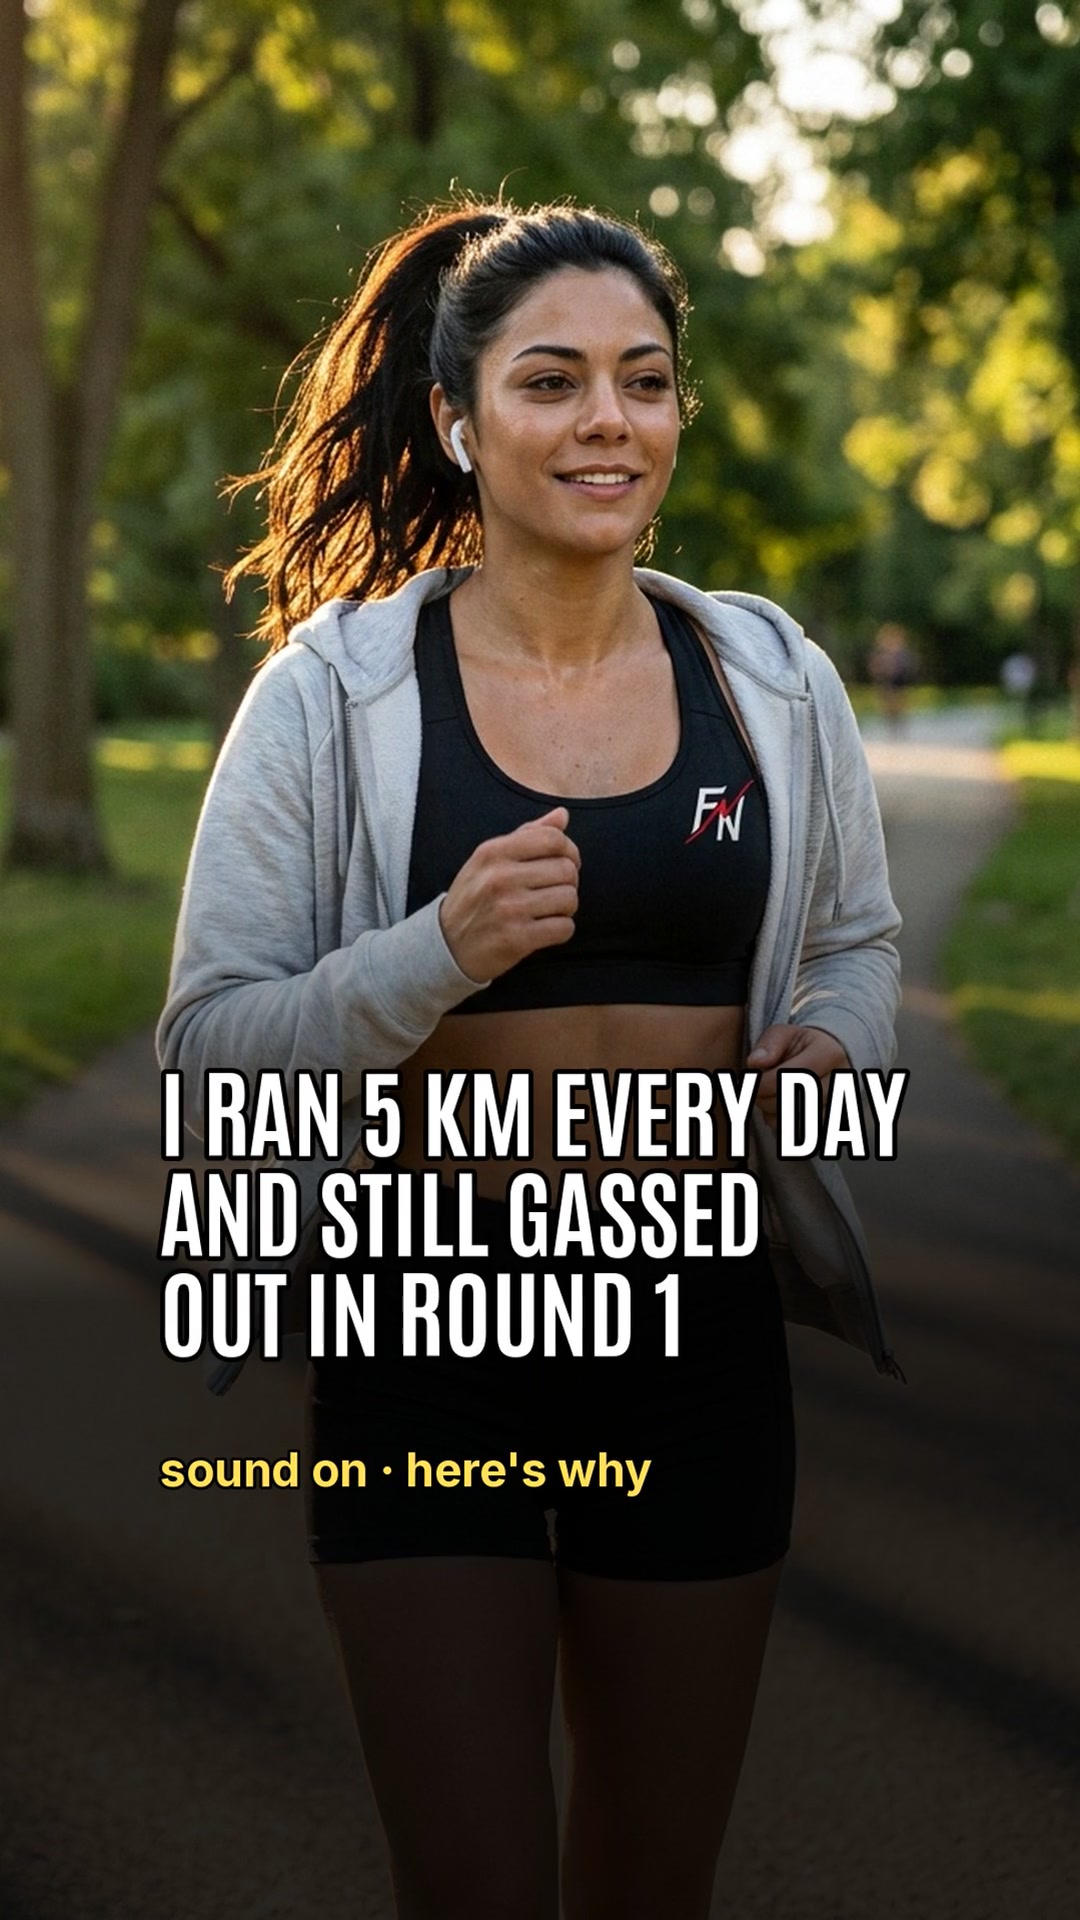 FN
I RAN 5 KM EVERY DAY
AND STILL GASSED
OUT IN ROUND 1
sound on · here's why